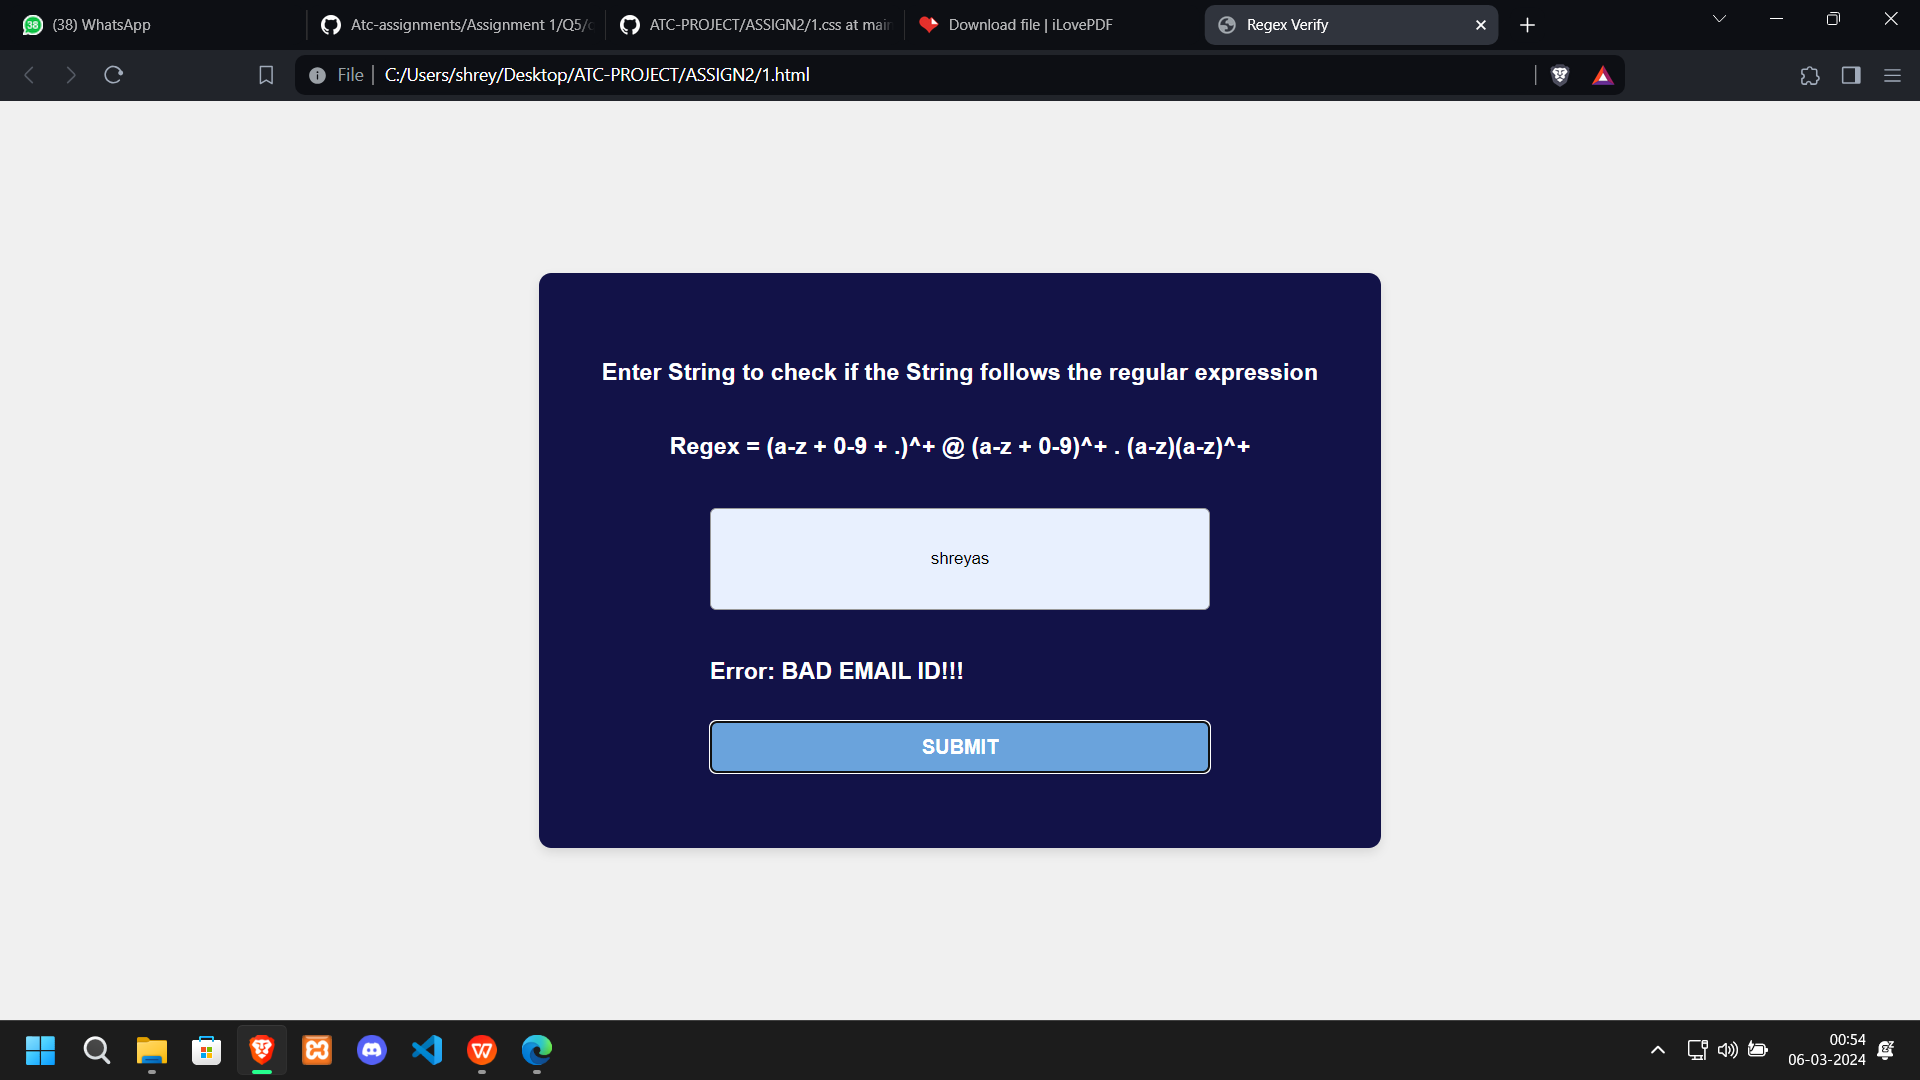 (38) WhatsApp
Atc-assignments/Assignment 1/Q5/
ATC-PROJECT/ASSIGN2/1.css at main
Download file | iLovePDF
Regex Verify
File
C:/Users/shrey/Desktop/ATC-PROJECT/ASSIGN2/1.html
Enter String to check if the String follows the regular expression
Regex = (a-z + 0-9 + .)^+ @ (a-z + 0-9)^+ . (a-z)(a-z)^+
shreyas
Error: BAD EMAIL ID!!!
SUBMIT
00:54
06-03-2024